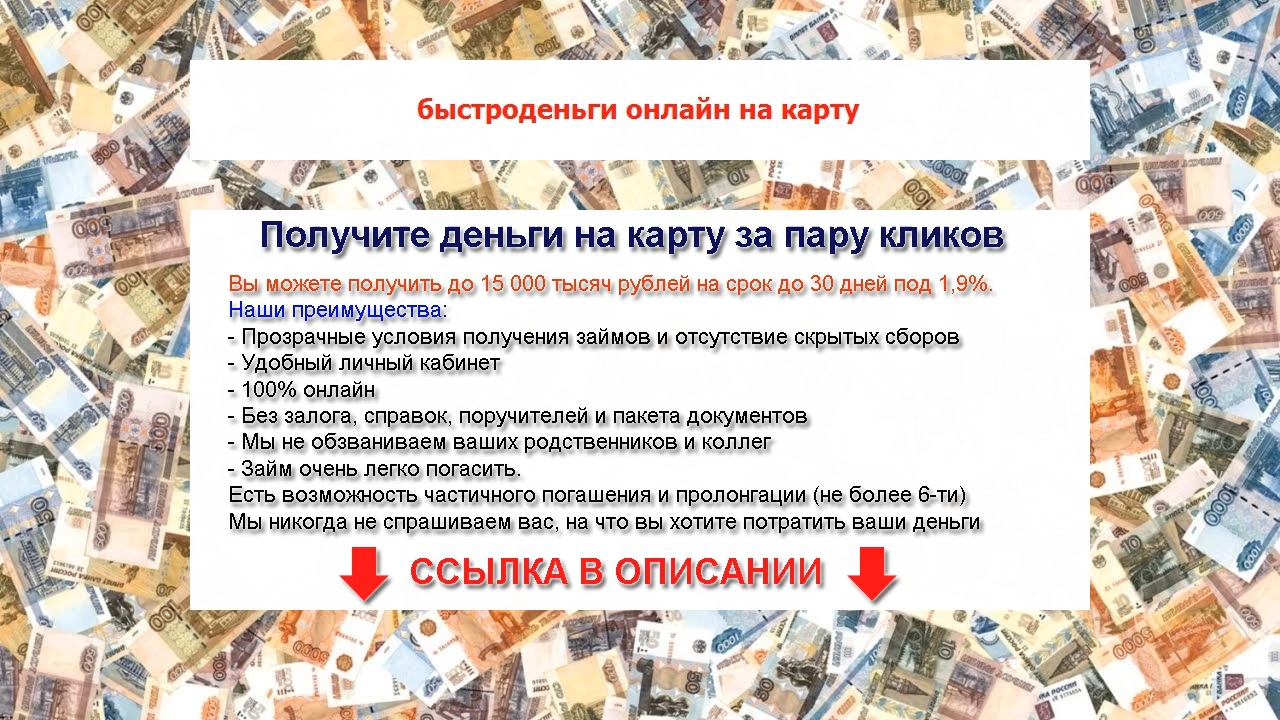 быстроденьги онлайн на карту
Получите деньги на карту за пару кликов
Вы можете получить до 15 000 тысяч рублей на срок до 30 дней под 1,9%.
Наши преимущества:
- Прозрачные условия получения займов и отсутствие скрытых сборов
- Удобный личный кабинет
- 100% онлайн
- Без залога, справок, поручителей и пакета документов
- Мы не обзваниваем ваших родственников и коллег
- Займ очень легко погасить.
Есть возможность частичного погашения и пролонгации (не более 6-ти)
Мы никогда не спрашиваем вас, на что вы хотите потратить ваши деньги
ССЫЛКА В ОПИСАНИИ